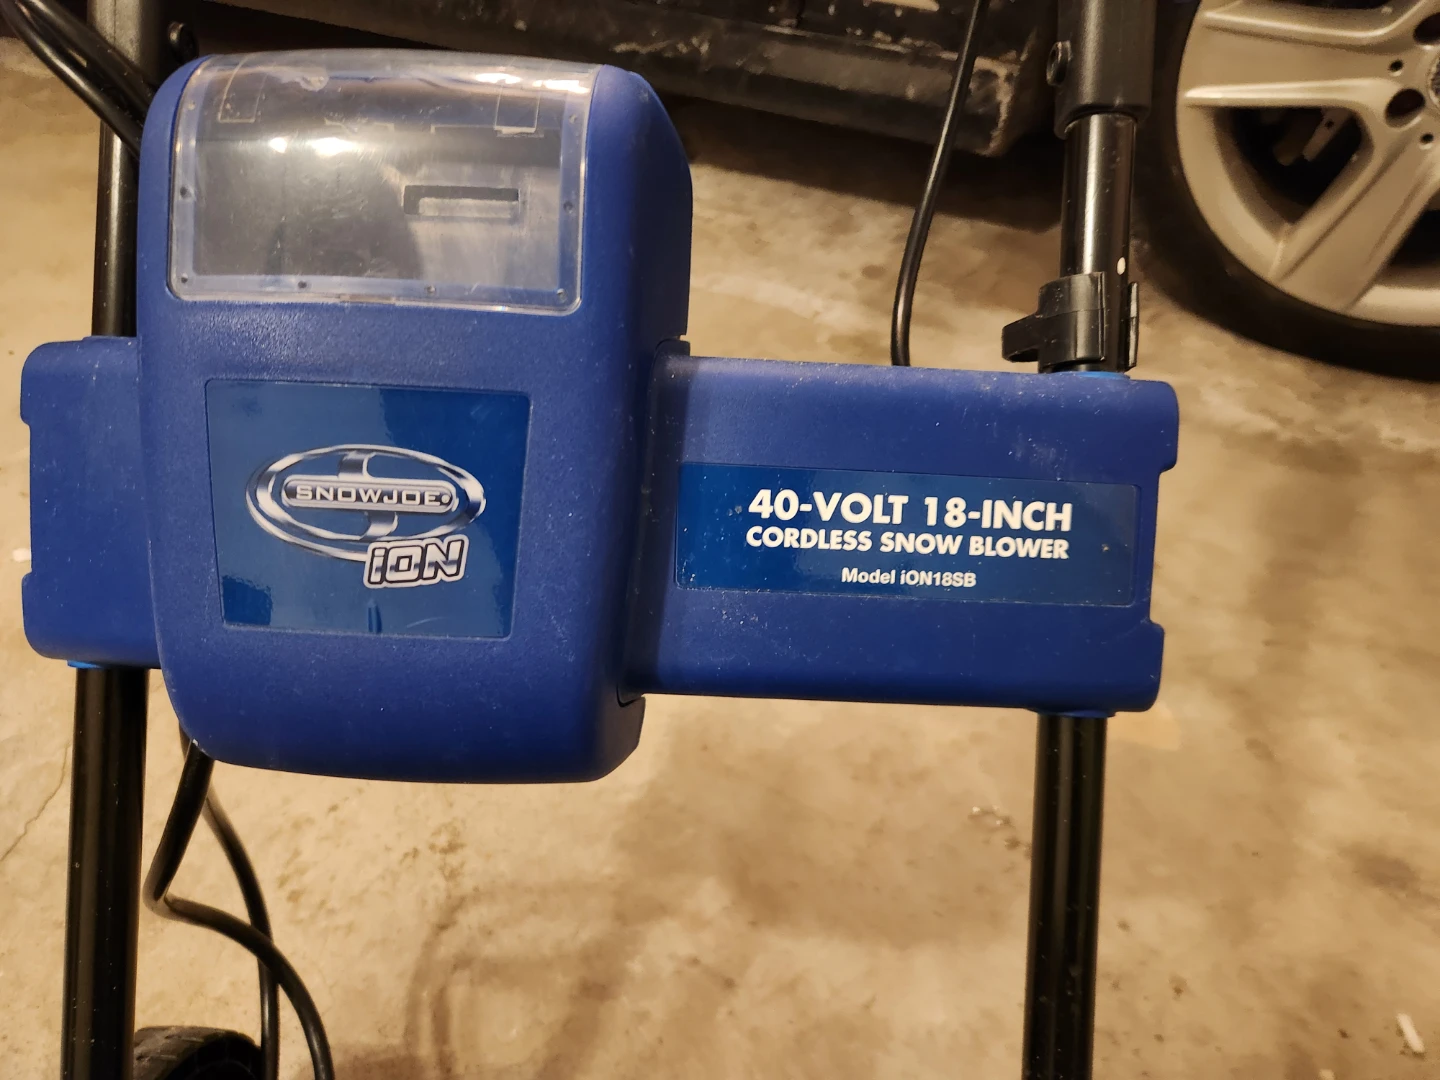 SNOWJOE®
iON
40-VOLT 18-INCH
CORDLESS SNOW BLOWER
Model iON18SB